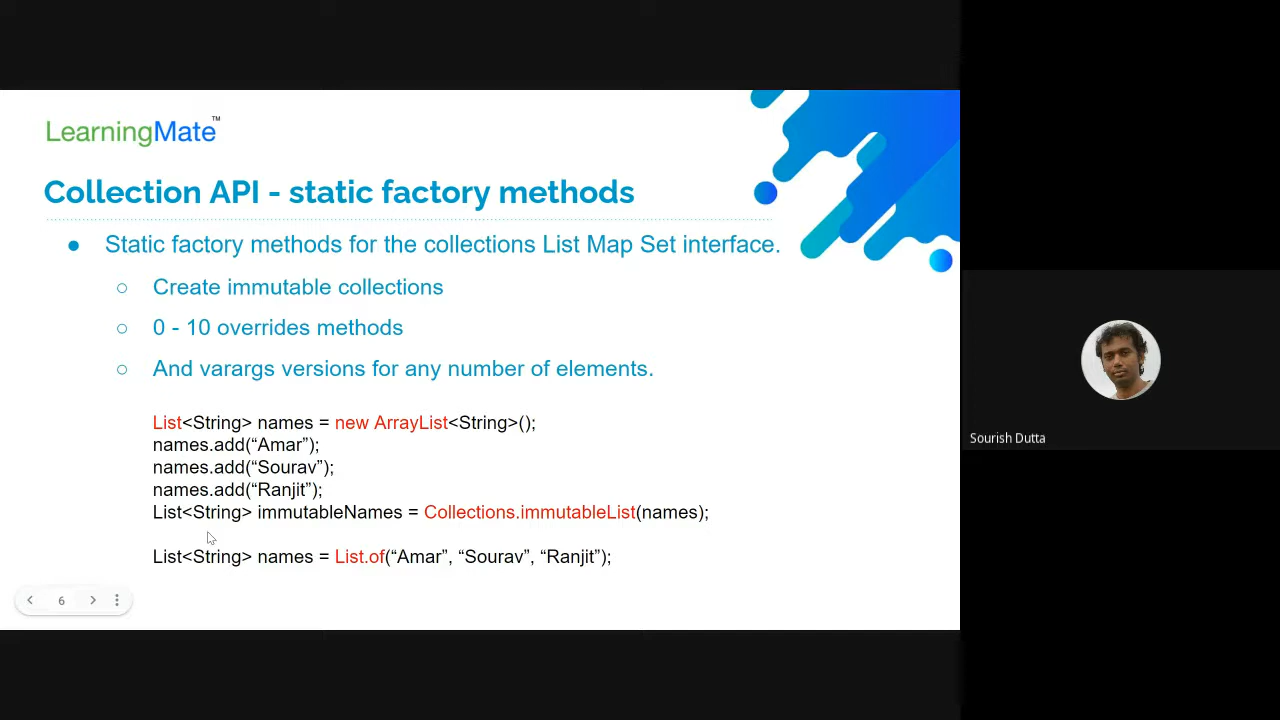 LearningMate™
Collection API - static factory methods
● Static factory methods for the collections List Map Set interface.
○ Create immutable collections
○ 0 - 10 overrides methods
○ And varargs versions for any number of elements.
List<String> names = new ArrayList<String>();
names.add(“Amar”);
names.add(“Sourav”);
names.add(“Ranjit”);
List<String> immutableNames = Collections.immutableList(names);
List<String> names = List.of(“Amar”, “Sourav”, “Ranjit”);
6
Sourish Dutta